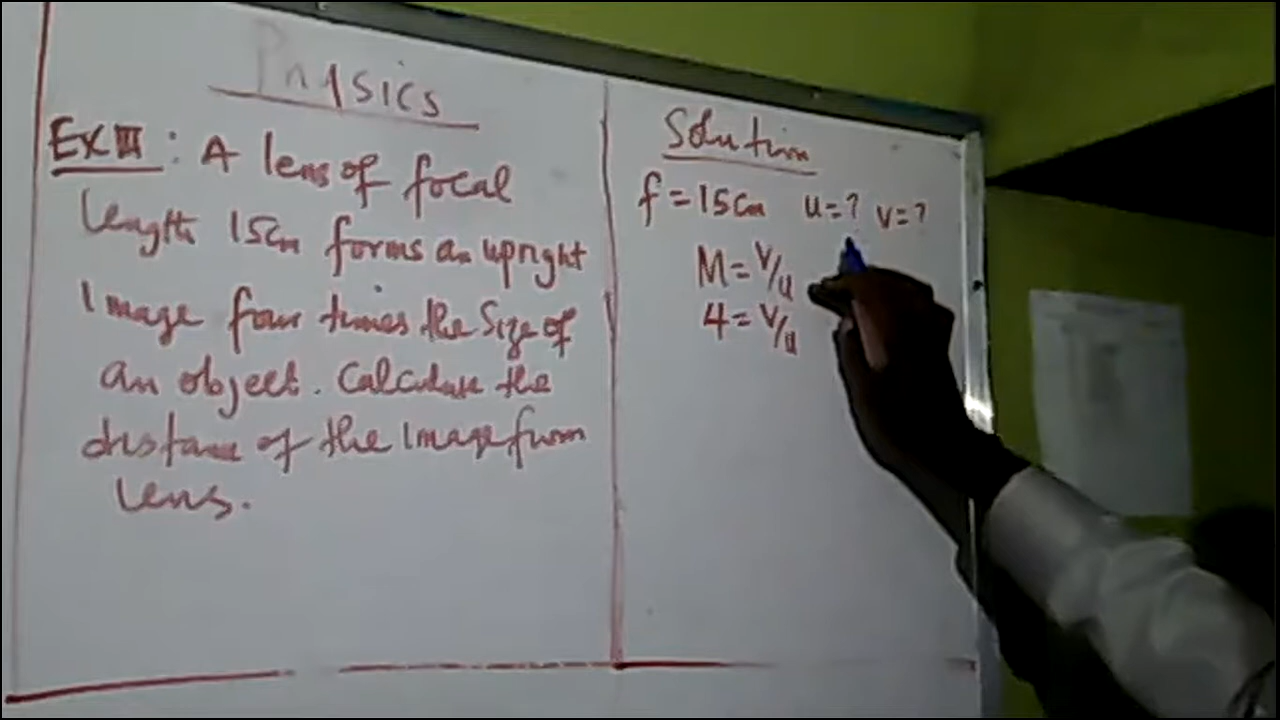 Physics
Ex III: A lens of focal
length 15cm forms an upright
Image four times the size of
an object. Calculate the
distance of the Image from
lens.
Solution
f = 15cm u = ? v = ?
M = v/u
4 = v/u